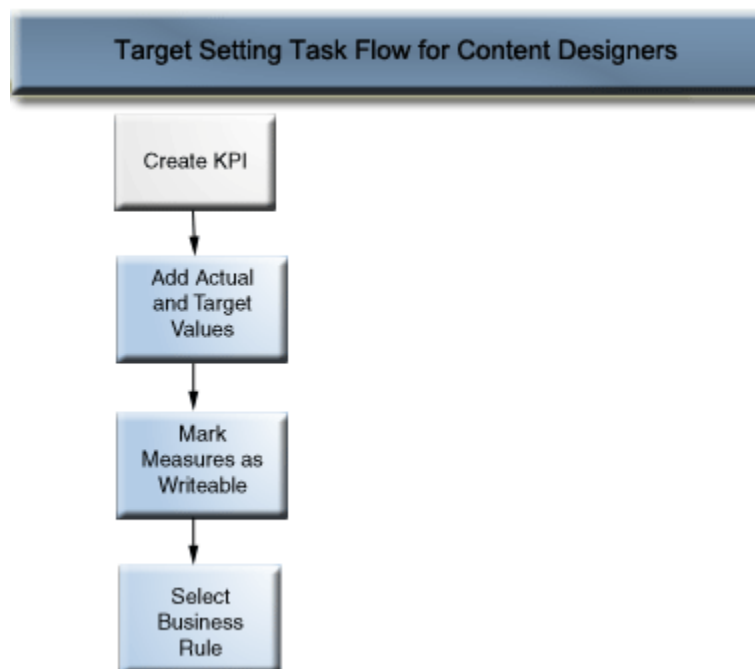 Target Setting Task Flow for Content Designers
Create KPI
Add Actual
and Target
Values
Mark
Measures as
Writeable
Select
Business
Rule